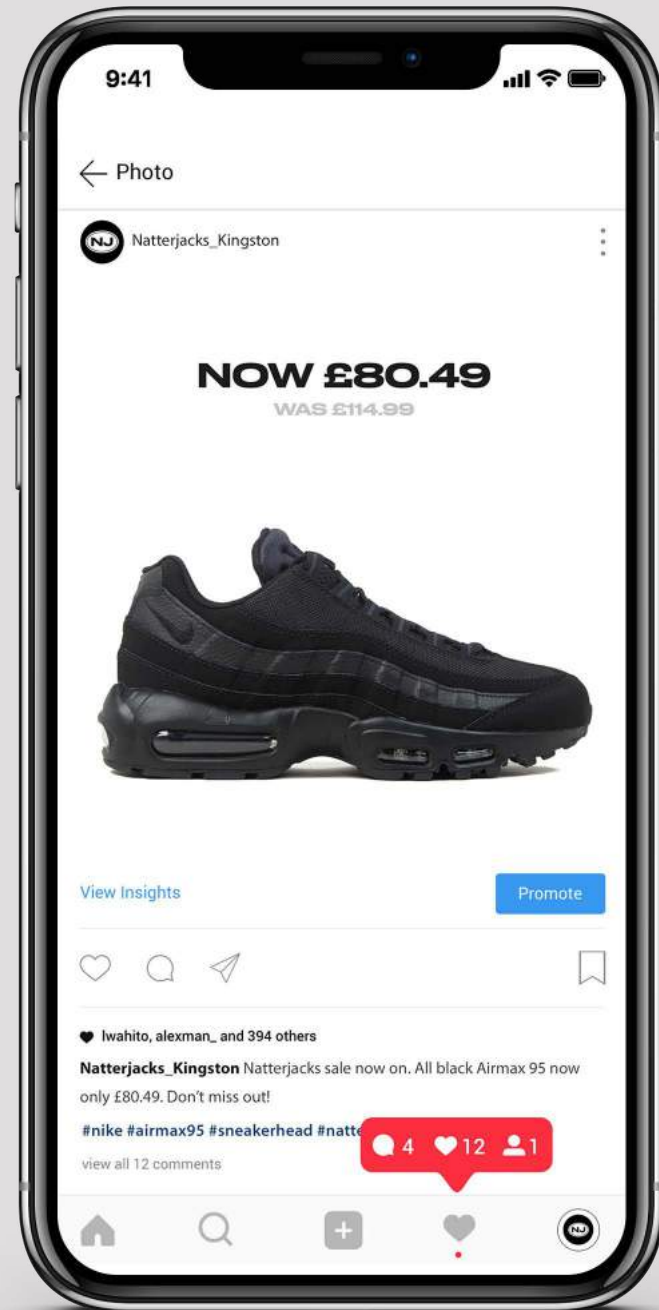 9:41
Photo
NJ
Natterjacks_Kingston
NOW £80.49
WAS £114.99
View Insights
Promote
lwahito, alexman_ and 394 others
Natterjacks_Kingston Natterjacks sale now on. All black Airmax 95 now
only £80.49. Don't miss out!
#nike #airmax95 #sneakerhead #natte
4 12 1
view all 12 comments
NJ